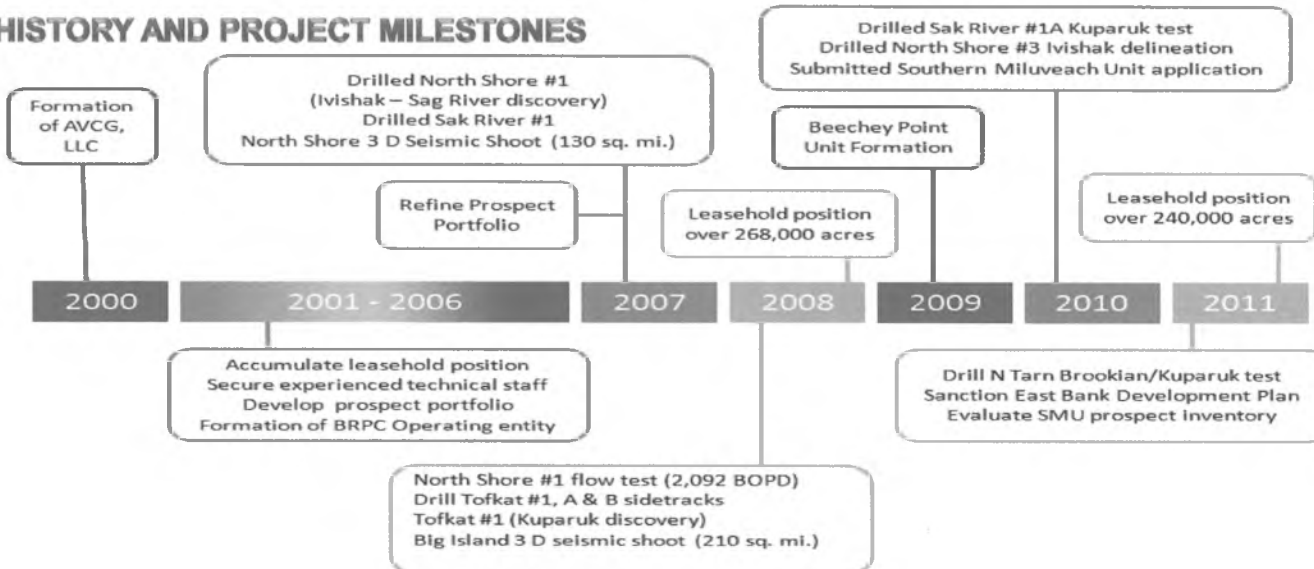 HISTORY AND PROJECT MILESTONES
Formation
of AVCG,
LLC
Drilled North Shore #1
(Ivishak – Sag River discovery)
Drilled Sak River #1
North Shore 3 D Seismic Shoot (130 sq. mi.)
Refine Prospect
Portfolio
Leasehold position
over 268,000 acres
Beechey Point
Unit Formation
Drilled Sak River #1A Kuparuk test
Drilled North Shore #3 Ivishak delineation
Submitted Southern Miluveach Unit application
Leasehold position
over 240,000 acres
2000
2001 - 2006
2007
2008
2009
2010
2011
Accumulate leasehold position
Secure experienced technical staff
Develop prospect portfolio
Formation of BRPC Operating entity
North Shore #1 flow test (2,092 BOPD)
Drill Tofkat #1, A & B sidetracks
Tofkat #1 (Kuparuk discovery)
Big Island 3 D seismic shoot (210 sq. mi.)
Drill N Tarn Brookian/Kuparuk test
Sanction East Bank Development Plan
Evaluate SMU prospect inventory